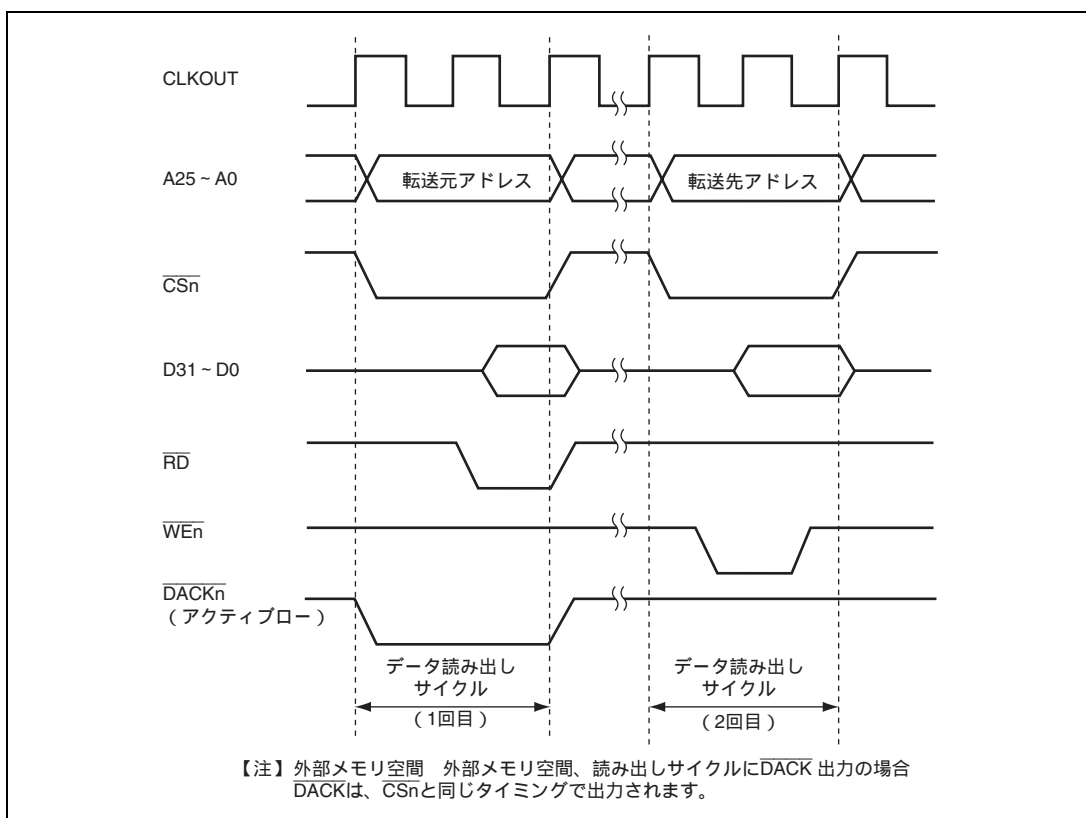 CLKOUT
A25 ~ A0
転送元アドレス
転送先アドレス
CSn
D31 ~ D0
RD
WEn
DACKn
（アクティブロー）
データ読み出し
サイクル
（1回目）
データ読み出し
サイクル
（2回目）
【注】外部メモリ空間　外部メモリ空間、読み出しサイクルにDACK 出力の場合
DACKは、CSnと同じタイミングで出力されます。